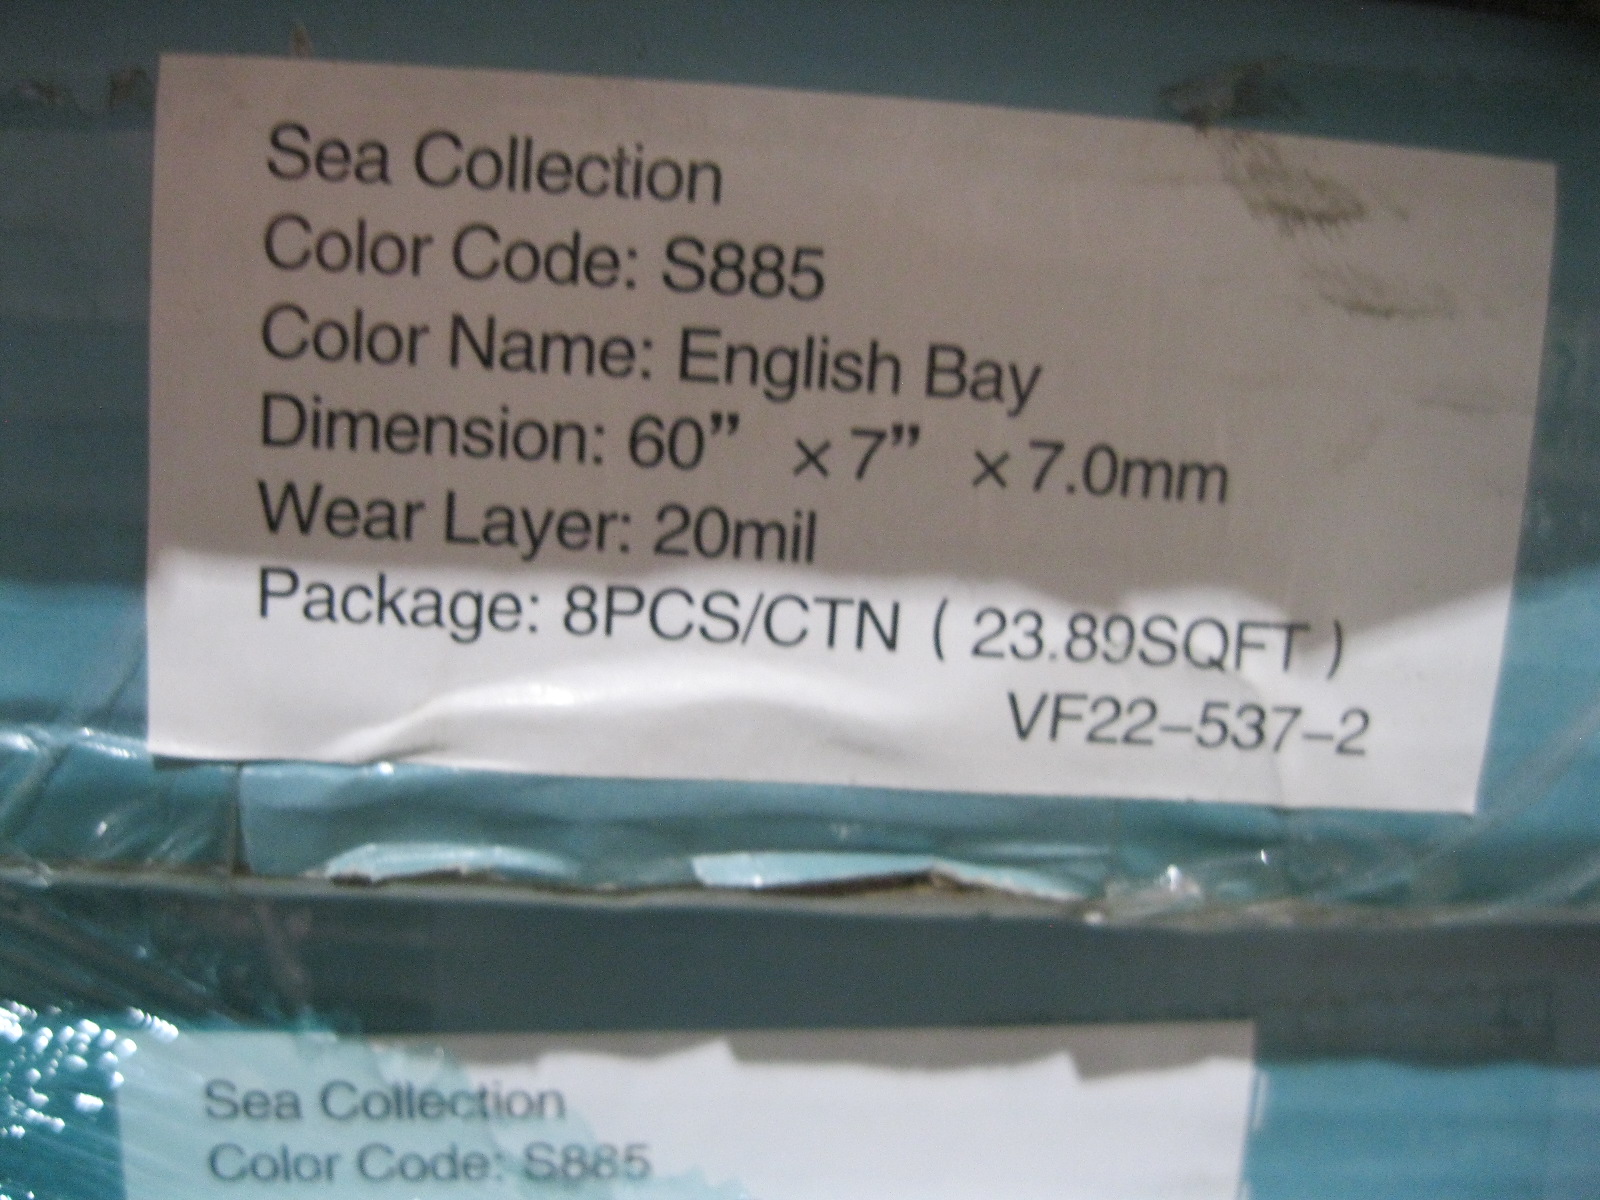 Sea Collection
Color Code: S885
Color Name: English Bay
Dimension: 60” ×7” ×7.0mm
Wear Layer: 20mil
Package: 8PCS/CTN ( 23.89SQFT )
VF22-537-2
Sea Collection
Color Code: S885